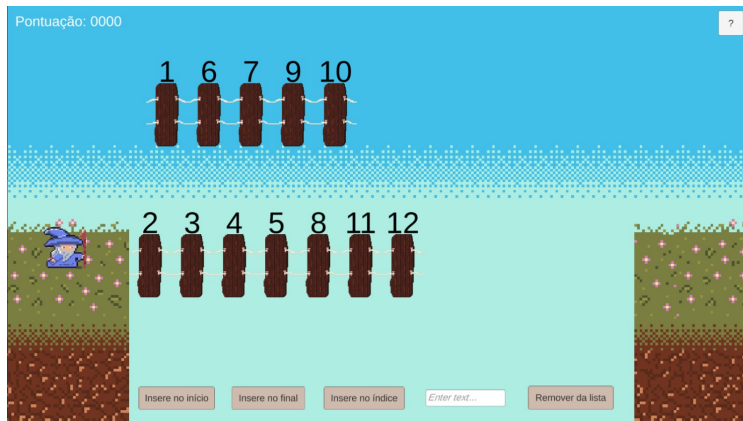 Pontuação: 0000
?
1 6 7 9 10
2 3 4 5 8 11 12
Insere no início Insere no final Insere no índice Enter text... Remover da lista